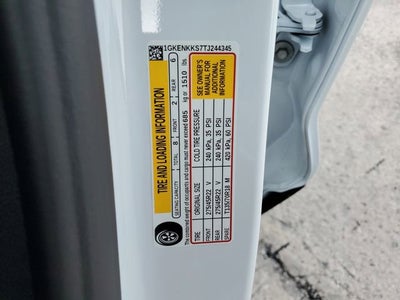 1GKENKKS7TJ244345
TIRE AND LOADING INFORMATION
SEATING CAPACITY TOTAL 8 FRONT 2 REAR 6
The combined weight of occupants and cargo must never exceed 685 kg or 1510 lbs.
TIRE ORIGINAL SIZE COLD TIRE PRESSURE
FRONT 275/45R22 V 240 kPa, 35 PSI
REAR 275/45R22 V 240 kPa, 35 PSI
SPARE T135/70R18 M 420 kPa, 60 PSI
SEE OWNER'S
MANUAL FOR
ADDITIONAL
INFORMATION